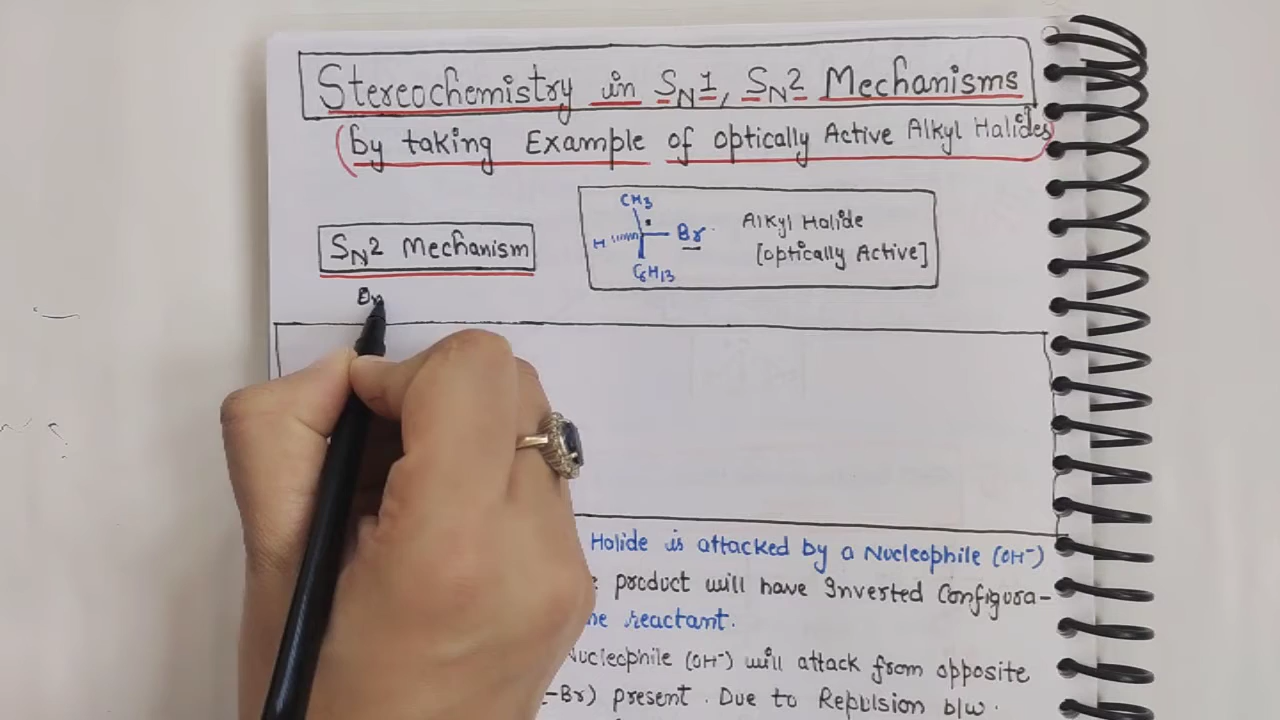 Stereochemistry in SN1, SN2 Mechanisms
(By taking Example of optically Active Alkyl Halides)
CH3
H
Br
C6H13
Alkyl Halide
[optically Active]
SN2 Mechanism
Halide is attacked by a Nucleophile (OH-)
product will have Inverted Configura-
reactant.
Nucleophile (OH-) will attack from opposite
-Br) present. Due to Repulsion b/w.